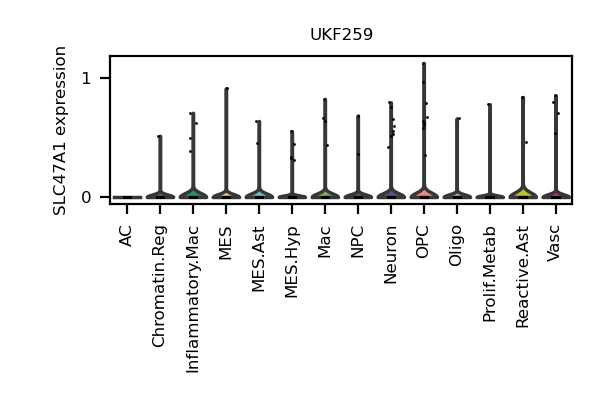 UKF259
SLC47A1 expression
1
0
AC
Chromatin.Reg
Inflammatory.Mac
MES
MES.Ast
MES.Hyp
Mac
NPC
Neuron
OPC
Oligo
Prolif.Metab
Reactive.Ast
Vasc